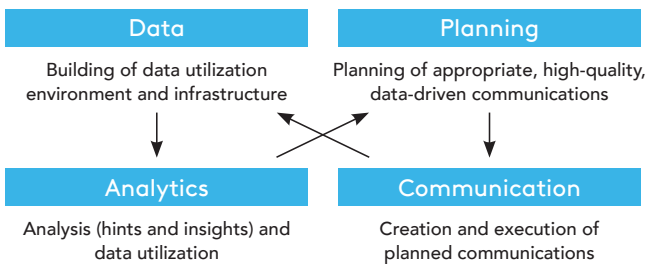 Data
Building of data utilization
environment and infrastructure
Planning
Planning of appropriate, high-quality,
data-driven communications
Analytics
Analysis (hints and insights) and
data utilization
Communication
Creation and execution of
planned communications